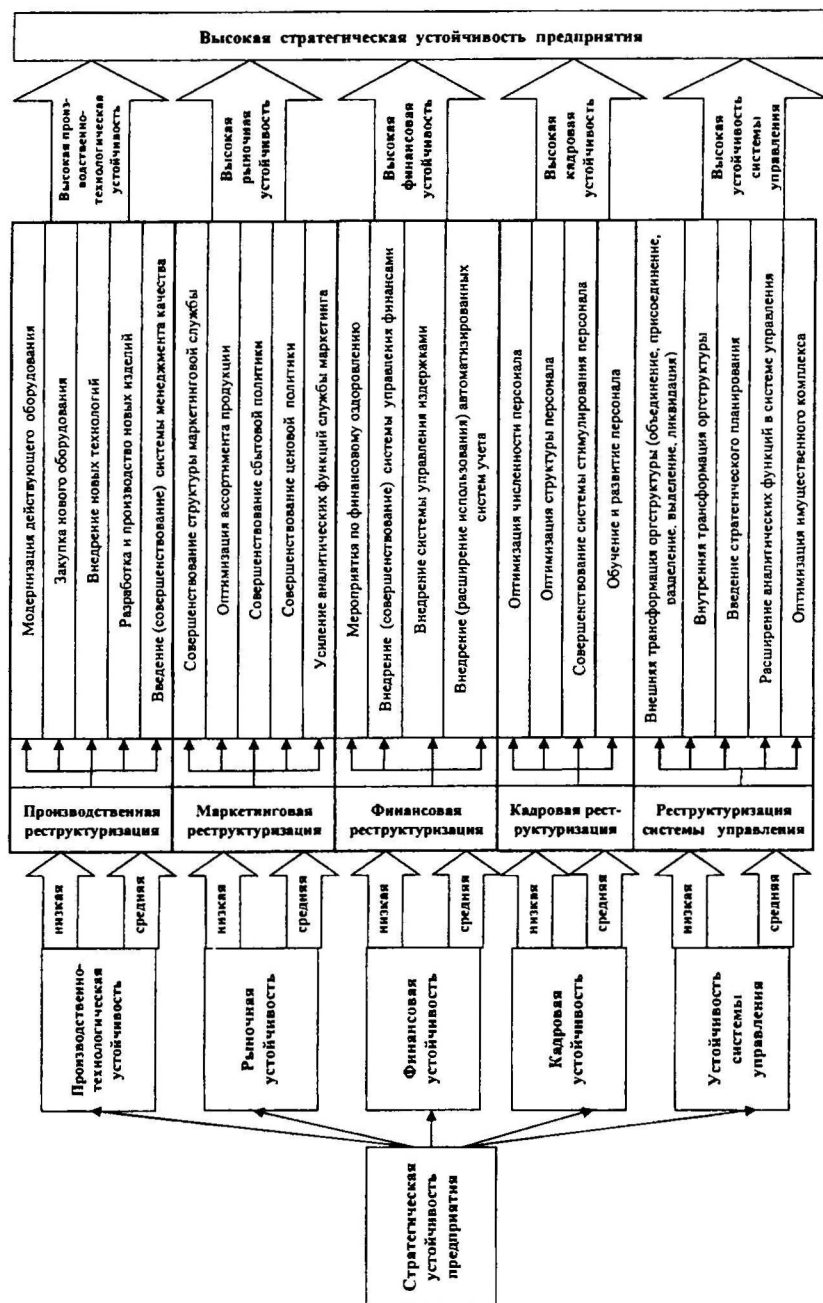 Стратегическая
устойчивость
предприятия
Производственно-
технологическая
устойчивость
Рыночная
устойчивость
Финансовая
устойчивость
Кадровая
устойчивость
Устойчивость
системы
управления
низкая
средняя
низкая
средняя
низкая
средняя
низкая
средняя
низкая
средняя
Производственная
реструктуризация
Маркетинговая
реструктуризация
Финансовая
реструктуризация
Кадровая рест-
руктуризация
Реструктуризация
системы управления
Модернизация действующего оборудования
Закупка нового оборудования
Внедрение новых технологий
Разработка и производство новых изделий
Введение (совершенствование) системы менеджмента качества
Совершенствование структуры маркетинговой службы
Оптимизация ассортимента продукции
Совершенствование сбытовой политики
Совершенствование ценовой политики
Усиление аналитических функций службы маркетинга
Мероприятия по финансовому оздоровлению
Внедрение (совершенствование) системы управления финансами
Внедрение системы управления издержками
Внедрение (расширение использования) автоматизированных
систем учета
Оптимизация численности персонала
Оптимизация структуры персонала
Совершенствование системы стимулирования персонала
Обучение и развитие персонала
Внешняя трансформация оргструктуры (объединение, присоединение,
разделение, выделение, ликвидация)
Внутренняя трансформация оргструктуры
Введение стратегического планирования
Расширение аналитических функций в системе управления
Оптимизация имущественного комплекса
Высокая произ-
водственно-
технологическая
устойчивость
Высокая
рыночная
устойчивость
Высокая
финансовая
устойчивость
Высокая
кадровая
устойчивость
Высокая
устойчивость
системы
управления
Высокая стратегическая устойчивость предприятия